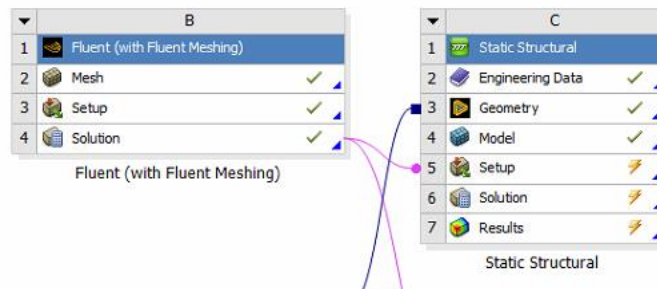 B
1 Fluent (with Fluent Meshing)
2 Mesh
3 Setup
4 Solution
Fluent (with Fluent Meshing)
C
1 Static Structural
2 Engineering Data
3 Geometry
4 Model
5 Setup
6 Solution
7 Results
Static Structural